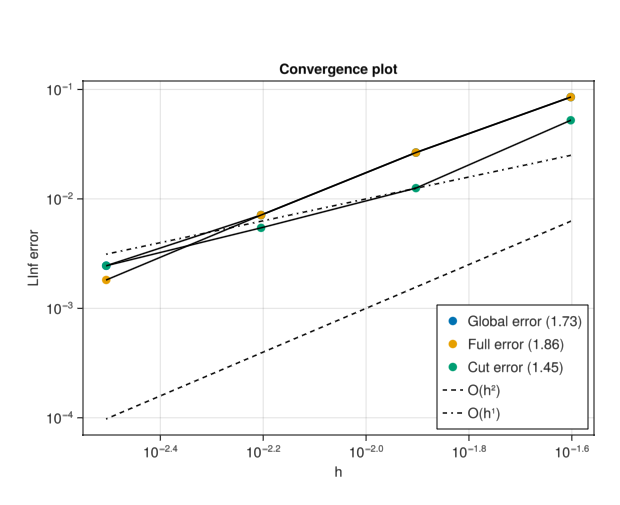 Convergence plot
LInf error
10⁻¹
10⁻²
10⁻³
10⁻⁴
Global error (1.73)
Full error (1.86)
Cut error (1.45)
O(h²)
O(h¹)
10⁻²·⁴ 10⁻²·² 10⁻²·⁰ 10⁻¹·⁸ 10⁻¹·⁶
h